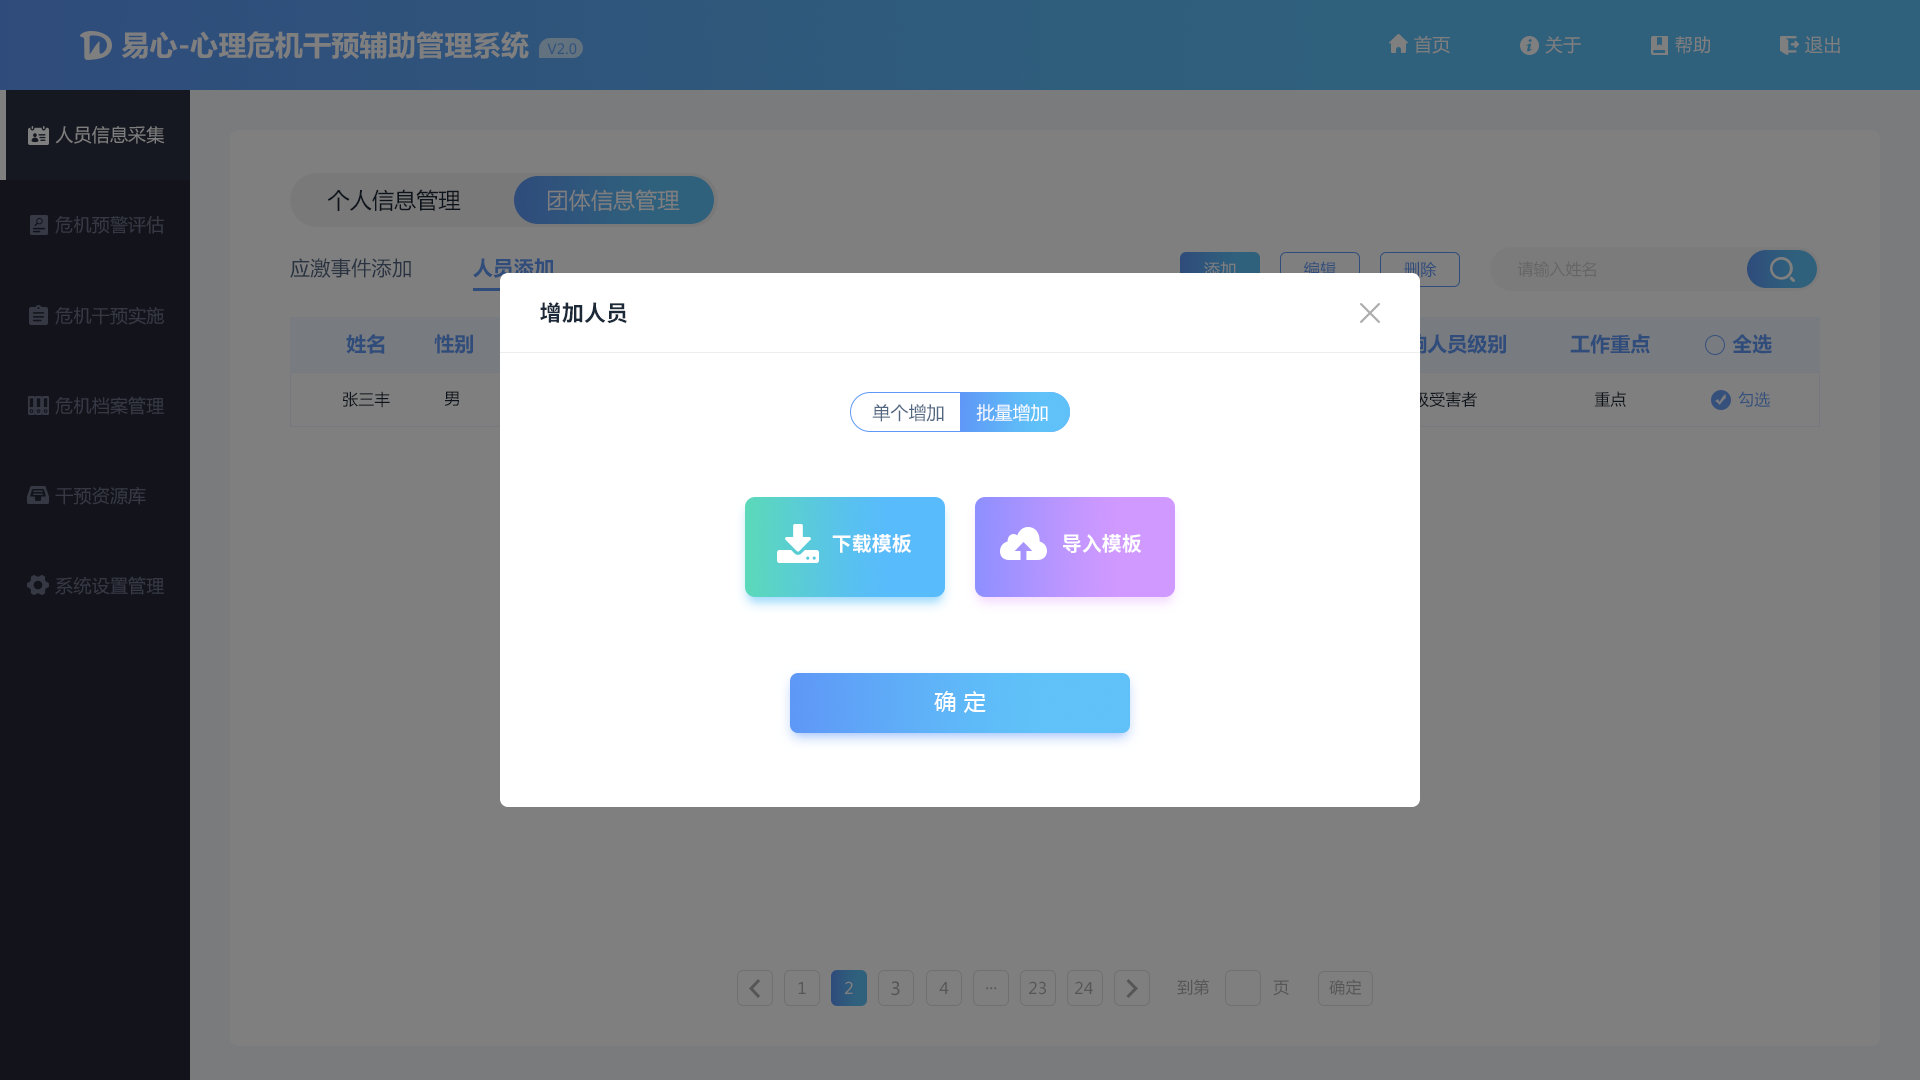 易心-心理危机干预辅助管理系统 V2.0
首页 关于 帮助 退出
人员信息采集
危机预警评估
危机干预实施
危机档案管理
干预资源库
系统设置管理
个人信息管理 团体信息管理
应激事件添加 人员添加 添加 编辑 删除 请输入姓名
姓名 性别 人员级别 工作重点 全选
张三丰 男 级受害者 重点 勾选
增加人员
单个增加 批量增加
下载模板 导入模板
确 定
1 2 3 4 ... 23 24 到第 页 确定